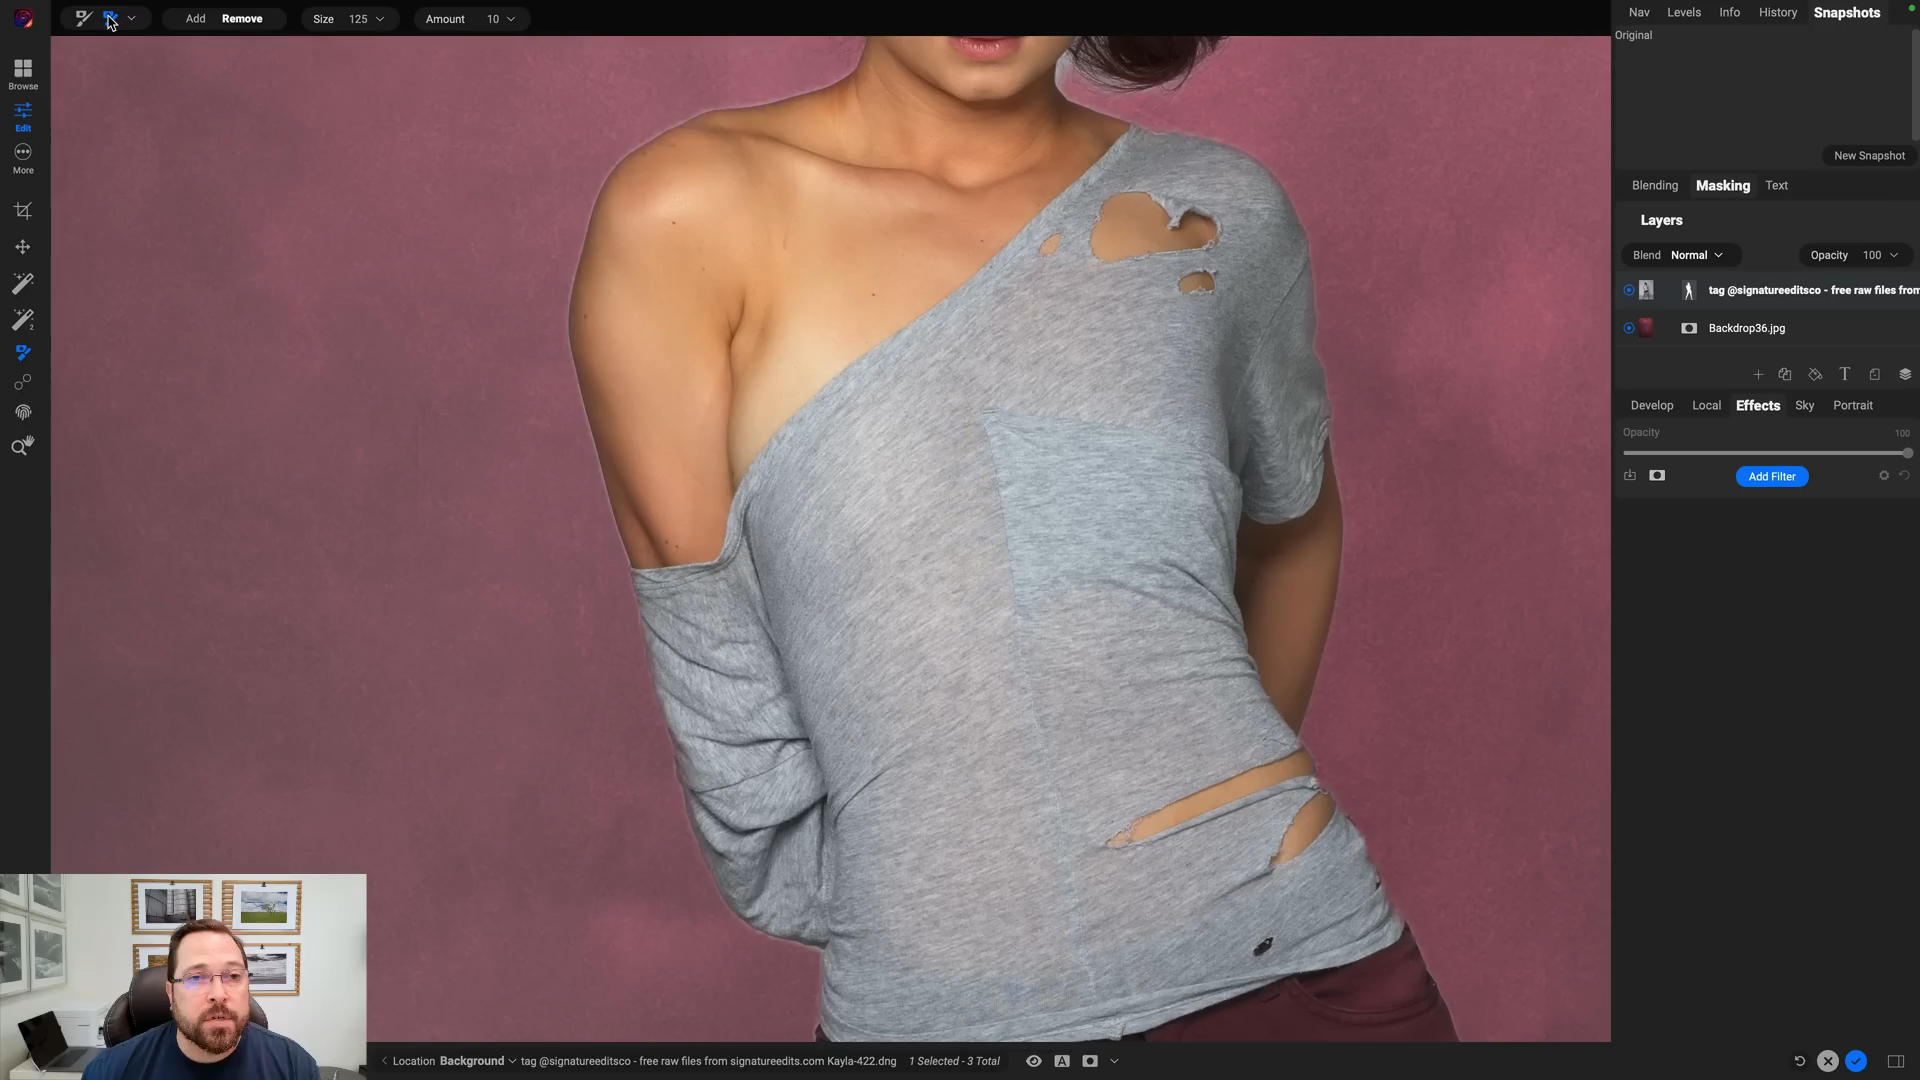 Add Remove Size 125 Amount 10 Nav Levels Info History Snapshots
Original
Browse
Edit
More
New Snapshot
Blending Masking Text
Layers
Blend Normal Opacity 100
tag @signatureeditsco - free raw files from
Backdrop36.jpg
T
Develop Local Effects Sky Portrait
Opacity 100
Add Filter
2
Location Background tag @signatureeditsco - free raw files from signatureedits.com Kayla-422.dng 1 Selected - 3 Total A